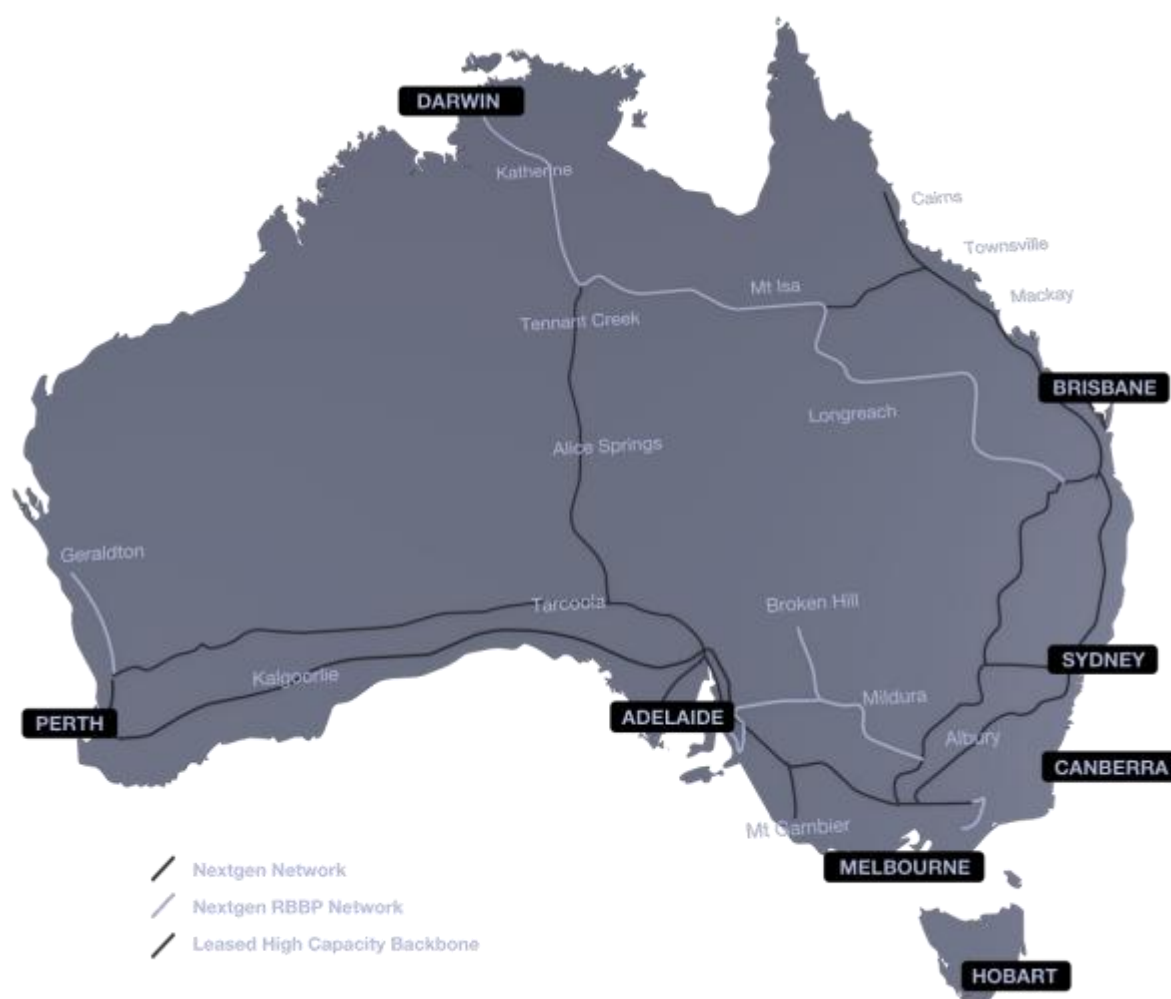 DARWIN
Katherine
Cairns
Townsville
Mt Isa
Mackay
Tennant Creek
BRISBANE
Longreach
Alice Springs
Geraldton
Tarcoola
Broken Hill
SYDNEY
Kalgoorlie
Mildura
PERTH
ADELAIDE
Albury
CANBERRA
Mt Gambier
MELBOURNE
Nextgen Network
Nextgen RBBP Network
Leased High Capacity Backbone
HOBART